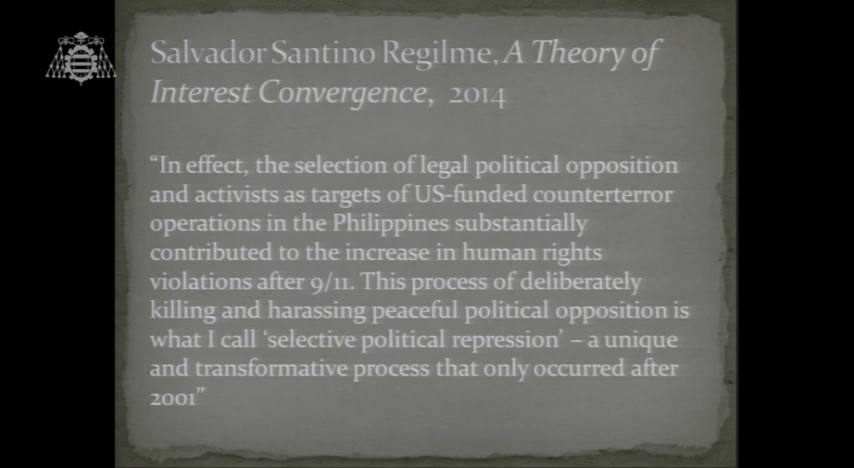 Salvador Santino Regilme, A Theory of
Interest Convergence, 2014
“In effect, the selection of legal political opposition
and activists as targets of US-funded counterterror
operations in the Philippines substantially
contributed to the increase in human rights
violations after 9/11. This process of deliberately
killing and harassing peaceful political opposition is
what I call ‘selective political repression’ – a unique
and transformative process that only occurred after
2001”